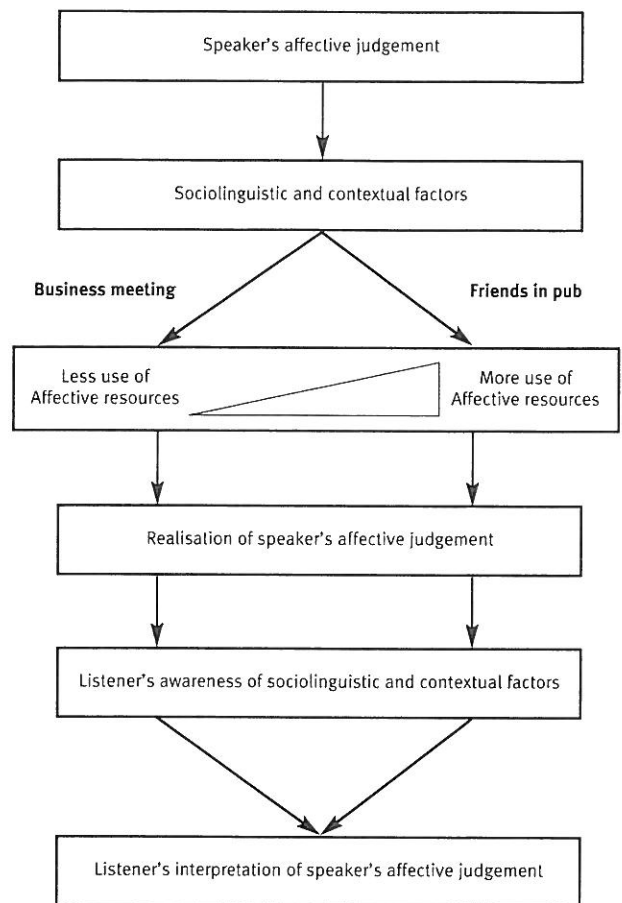 Speaker's affective judgement
Sociolinguistic and contextual factors
Business meeting
Friends in pub
Less use of
Affective resources
More use of
Affective resources
Realisation of speaker's affective judgement
Listener's awareness of sociolinguistic and contextual factors
Listener's interpretation of speaker's affective judgement